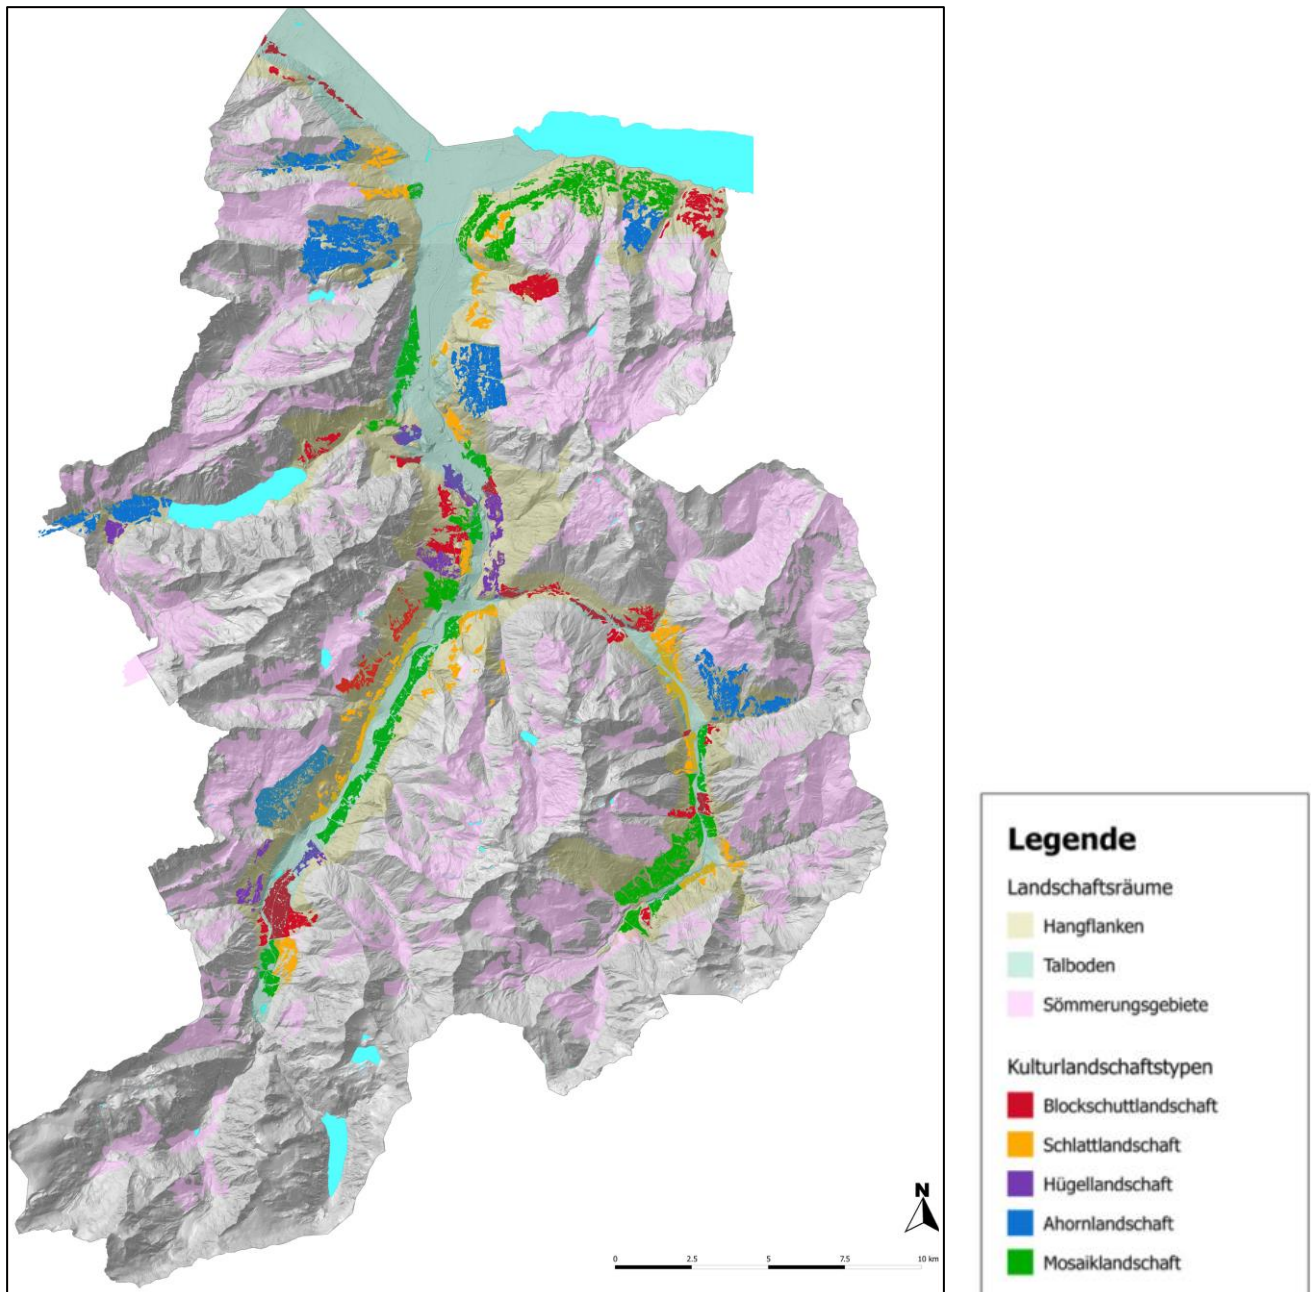 N
0 2.5 5 7.5 10 km
Legende
Landschaftsräume
Hangflanken
Talboden
Sömmerungsgebiete
Kulturlandschaftstypen
Blockschuttlandschaft
Schlattlandschaft
Hügellandschaft
Ahornlandschaft
Mosaiklandschaft